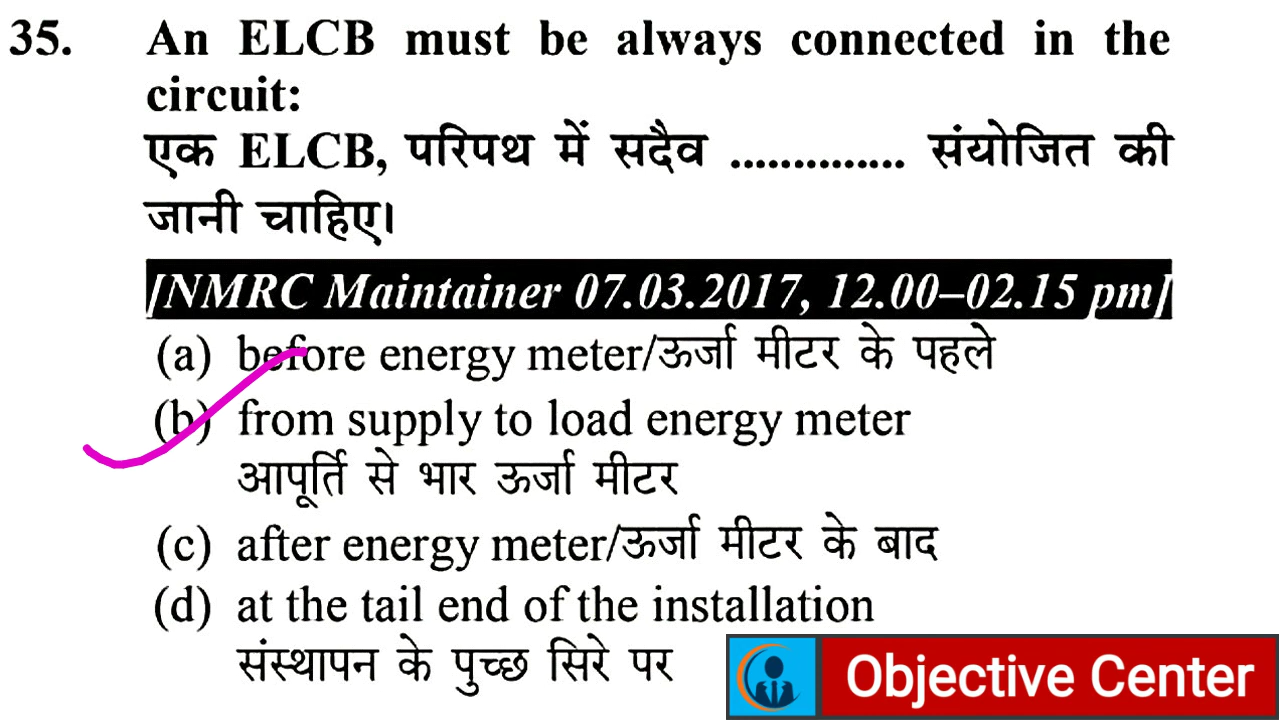 35. An ELCB must be always connected in the
circuit:
एक ELCB, परिपथ में सदैव .............. संयोजित की
जानी चाहिए।
[NMRC Maintainer 07.03.2017, 12.00–02.15 pm]
(a) before energy meter/ऊर्जा मीटर के पहले
(b) from supply to load energy meter
आपूर्ति से भार ऊर्जा मीटर
(c) after energy meter/ऊर्जा मीटर के बाद
(d) at the tail end of the installation
संस्थापन के पुच्छ सिरे पर
Objective Center